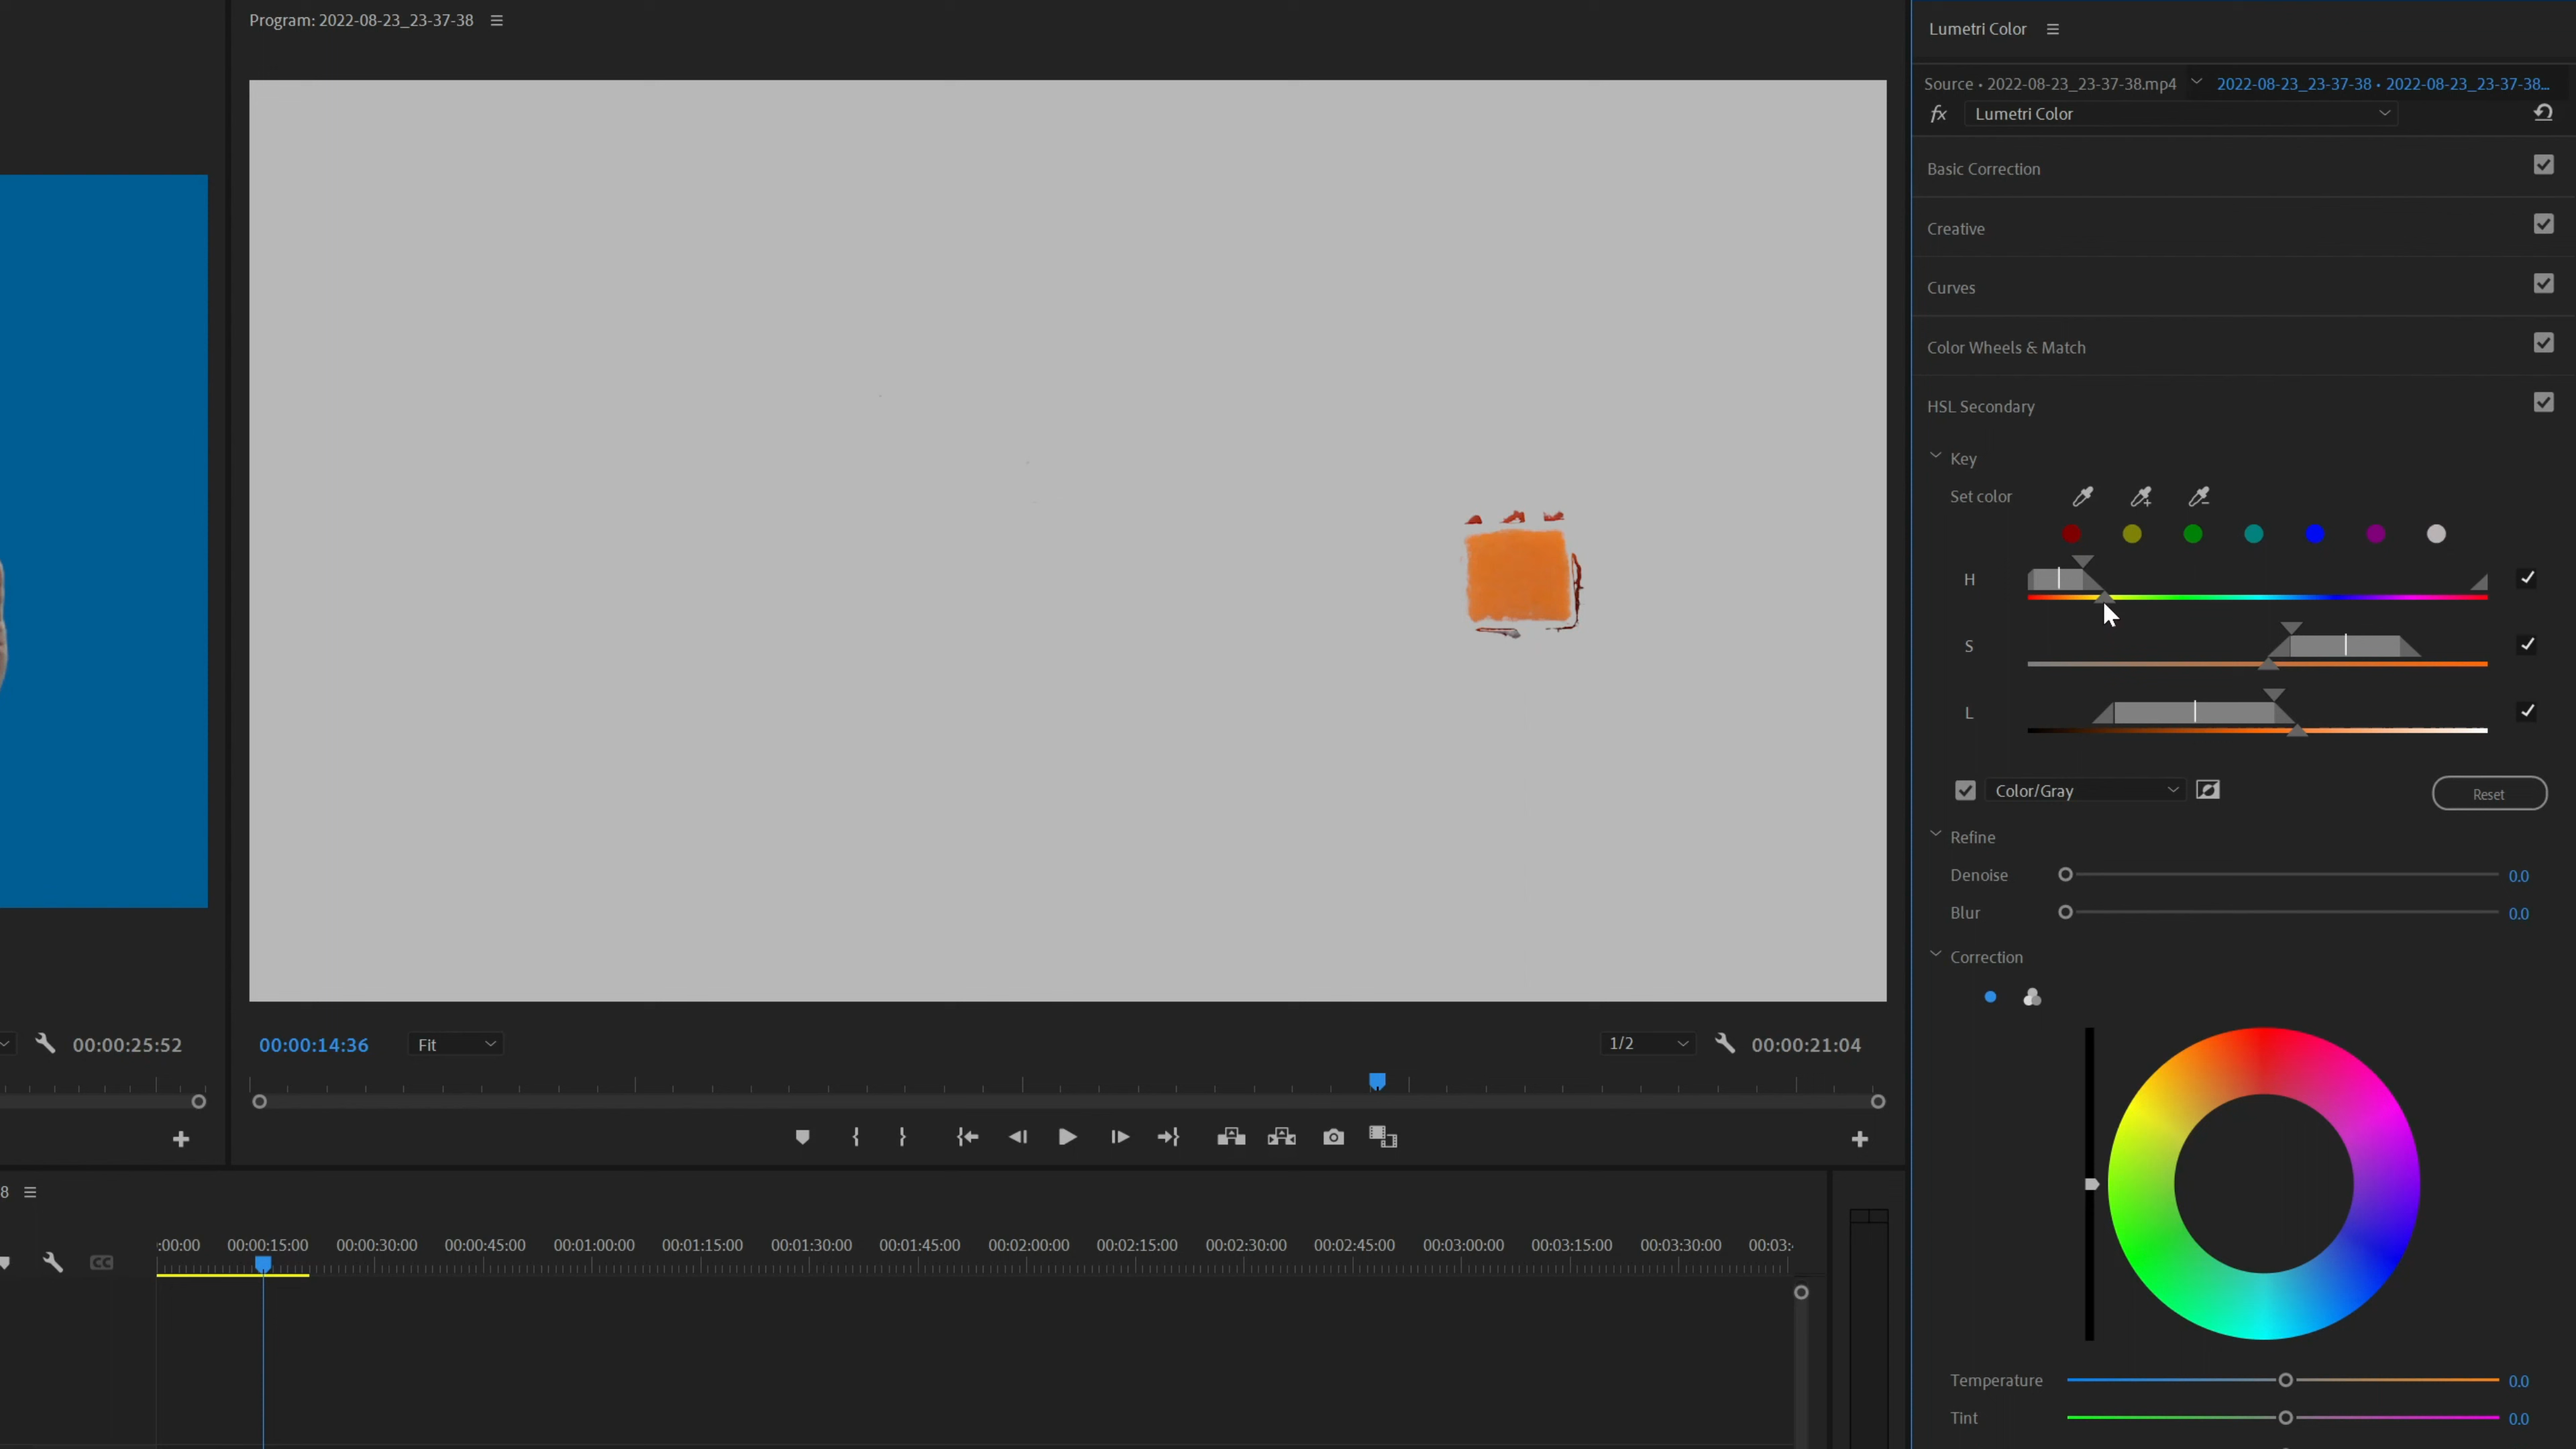 Program: 2022-08-23_23-37-38
Lumetri Color
Source • 2022-08-23_23-37-38.mp4
2022-08-23_23-37-38 • 2022-08-23_23-37-38...
fx Lumetri Color
Basic Correction
Creative
Curves
Color Wheels & Match
HSL Secondary
Key
Set color
H
S
L
Color/Gray
Reset
Refine
Denoise 0.0
Blur 0.0
Correction
00:00:25:52
00:00:14:36
Fit
1/2
00:00:21:04
8
CC
:00:00 00:00:15:00 00:00:30:00 00:00:45:00 00:01:00:00 00:01:15:00 00:01:30:00 00:01:45:00 00:02:00:00 00:02:15:00 00:02:30:00 00:02:45:00 00:03:00:00 00:03:15:00 00:03:30:00 00:03:
Temperature 0.0
Tint 0.0